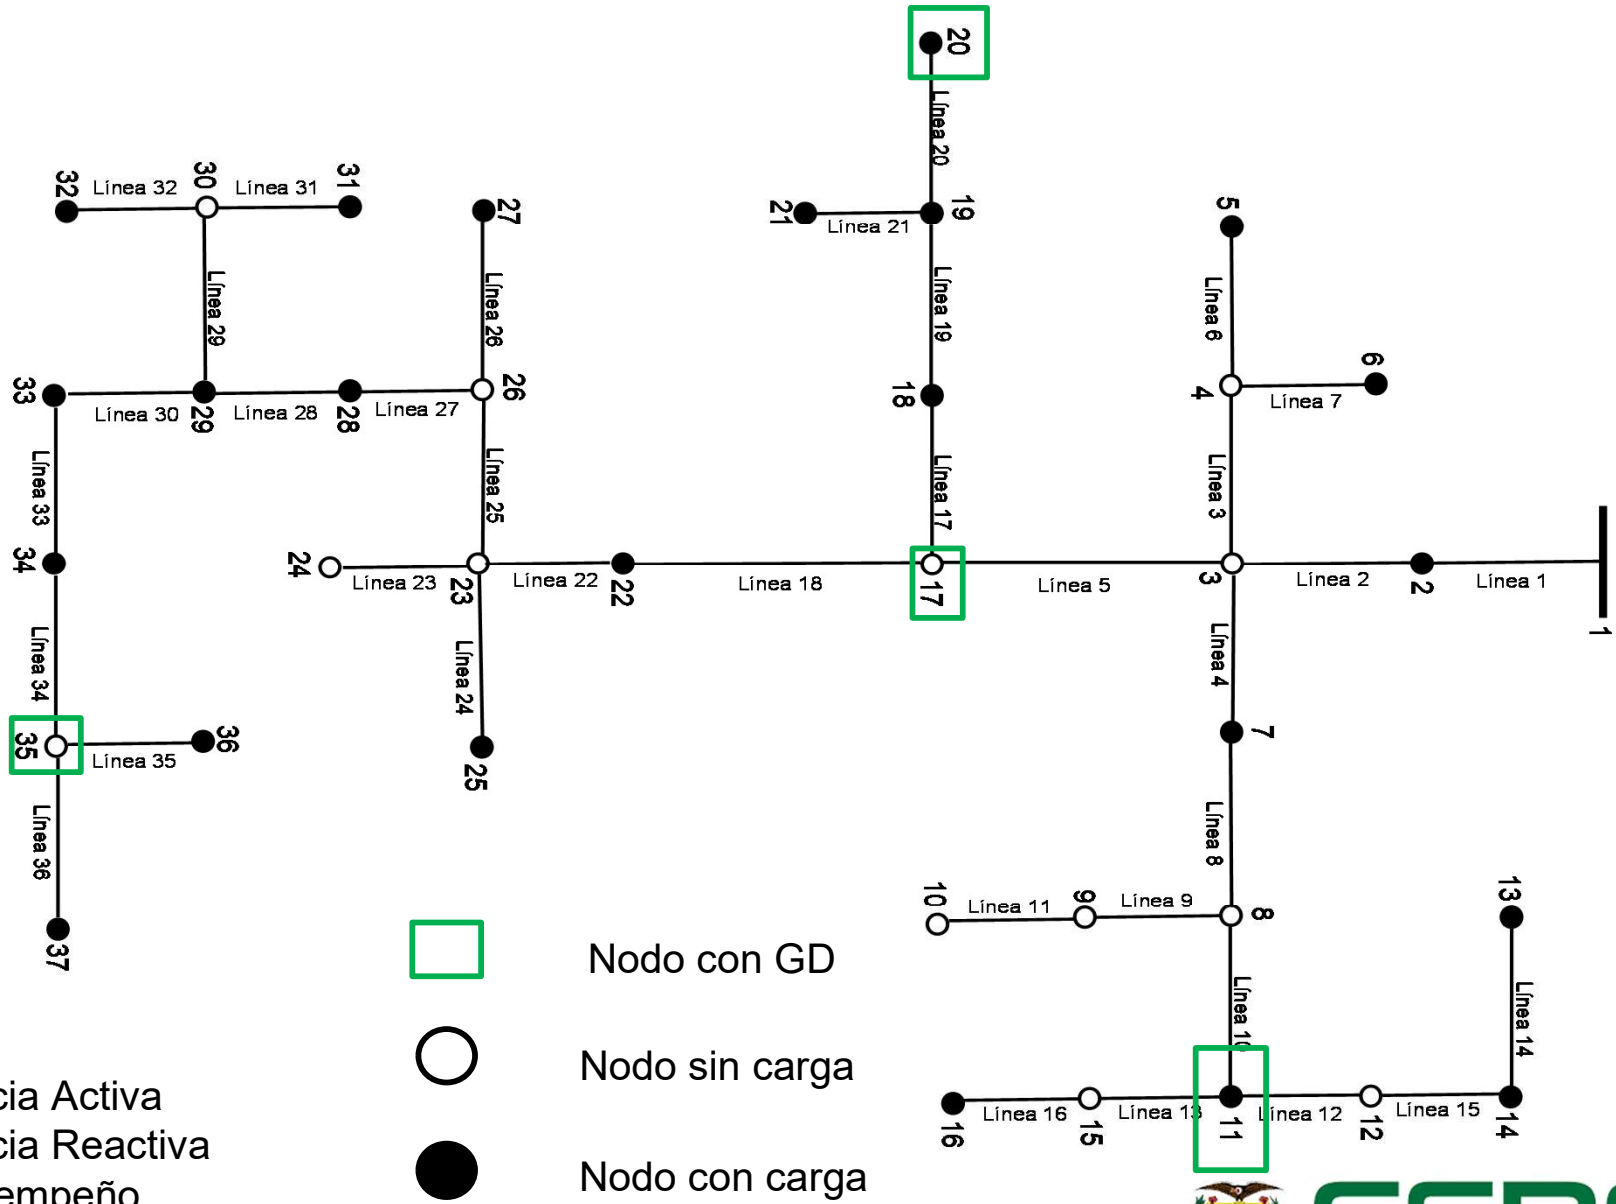 20
Línea 20
19
21
Línea 21
Línea 19
18
Línea 17
17
32
Línea 32
30
Línea 31
31
Línea 29
33
Línea 30
29
Línea 28
28
Línea 27
26
27
Línea 26
Línea 25
Línea 33
34
Línea 34
35
Línea 35
36
Línea 36
37
24
Línea 23
23
Línea 22
22
Línea 18
Línea 24
25
Línea 5
3
Línea 2
2
Línea 1
1
5
Línea 6
4
Línea 7
6
Línea 3
Línea 4
7
Línea 8
8
10
Línea 11
9
Línea 9
Línea 10
13
Línea 14
16
Línea 16
15
Línea 13
11
Línea 12
12
Línea 15
14
Nodo con GD
Nodo sin carga
Nodo con carga
cia Activa
cia Reactiva
empeño